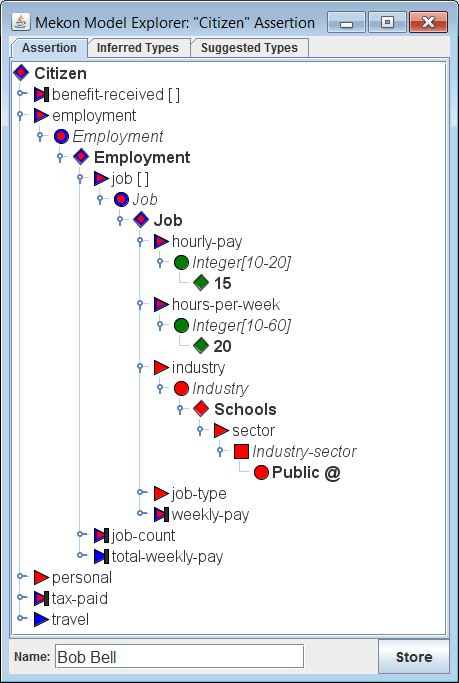 Mekon Model Explorer: "Citizen" Assertion
Assertion Inferred Types Suggested Types
Citizen
benefit-received [ ]
employment
Employment
Employment
job [ ]
Job
Job
hourly-pay
Integer[10-20]
15
hours-per-week
Integer[10-60]
20
industry
Industry
Schools
sector
Industry-sector
Public @
job-type
weekly-pay
job-count
total-weekly-pay
personal
tax-paid
travel
Name: Bob Bell Store